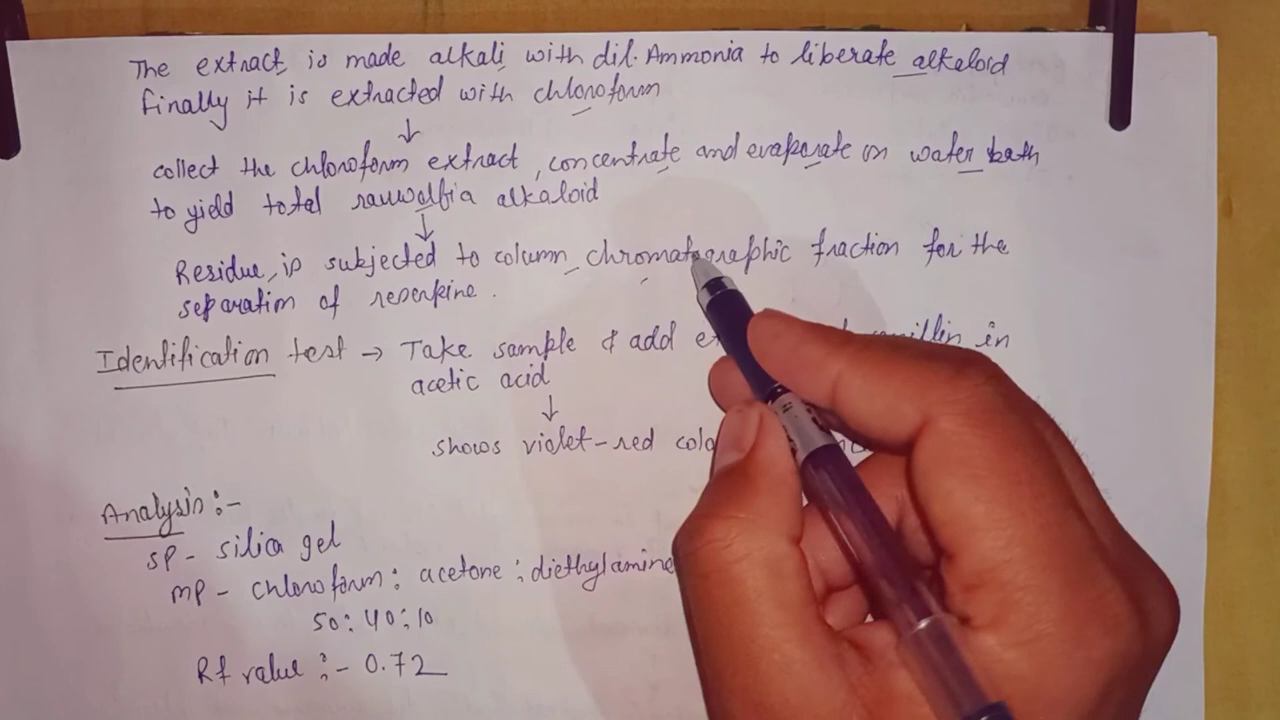 The extract is made alkali with dil. Ammonia to liberate alkaloid
finally it is extracted with chloroform
↓
collect the chloroform extract, concentrate and evaporate on water bath
to yield total rauwolfia alkaloid
↓
Residue is subjected to column chromatographic fraction for the
separation of reserpine.
Identification test → Take sample & add vanillin in
acetic acid
↓
shows violet-red
Analysis :-
SP - silica gel
MP - chloroform : acetone : diethylamine
50 : 40 : 10
Rf value :- 0.72